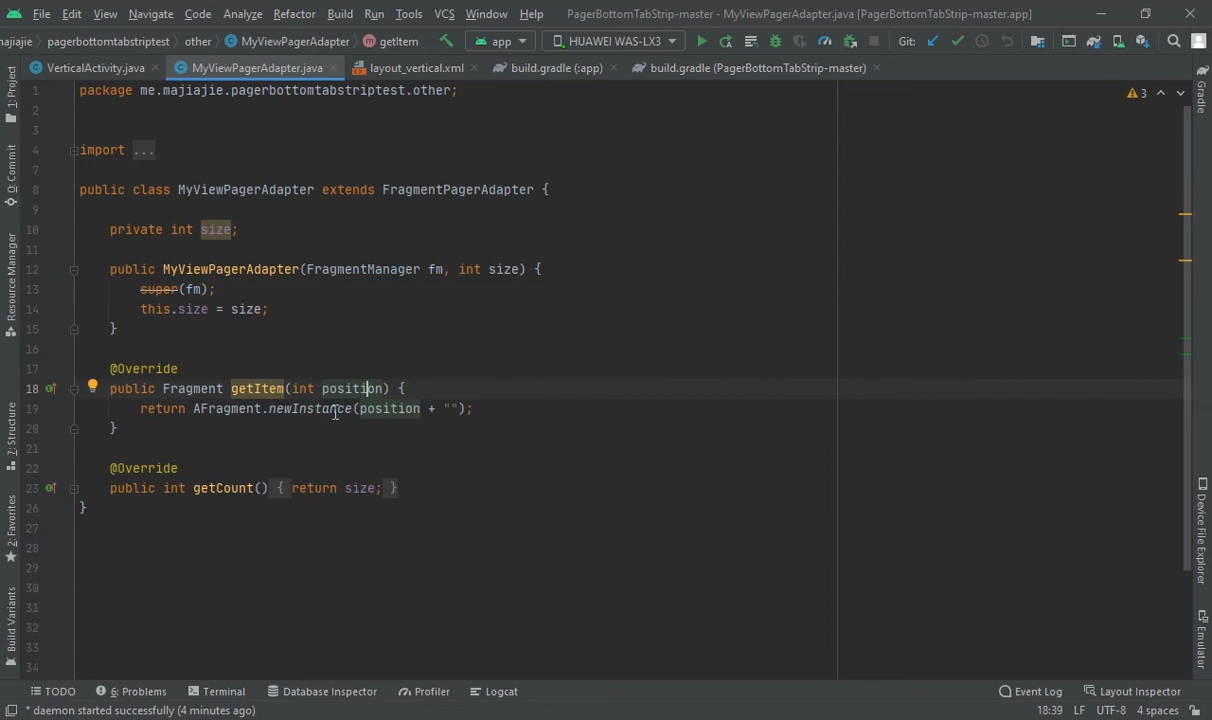 File Edit View Navigate Code Analyze Refactor Build Run Tools VCS Window Help PagerBottomTabStrip-master - MyViewPagerAdapter.java [PagerBottomTabStrip-master.app]
majiajie pagerbottomtabstriptest other MyViewPagerAdapter getItem app HUAWEI WAS-LX3 Git:
VerticalActivity.java MyViewPagerAdapter.java layout_vertical.xml build.gradle (:app) build.gradle (PagerBottomTabStrip-master)
1 package me.majiajie.pagerbottomtabstriptest.other; 3
2
3
4 import ...
7
8 public class MyViewPagerAdapter extends FragmentPagerAdapter {
9
10 private int size;
11
12 public MyViewPagerAdapter(FragmentManager fm, int size) {
13 super(fm);
14 this.size = size;
15 }
16
17 @Override
18 public Fragment getItem(int position) {
19 return AFragment.newInstance(position + "");
20 }
21
22 @Override
23 public int getCount() { return size; }
26 }
27
28
29
30
31
32
33
34
1: Project
0: Commit
Resource Manager
7: Structure
2: Favorites
Build Variants
Gradle
Device File Explorer
Emulator
TODO 6: Problems Terminal Database Inspector Profiler Logcat Event Log Layout Inspector
* daemon started successfully (4 minutes ago) 18:39 LF UTF-8 4 spaces